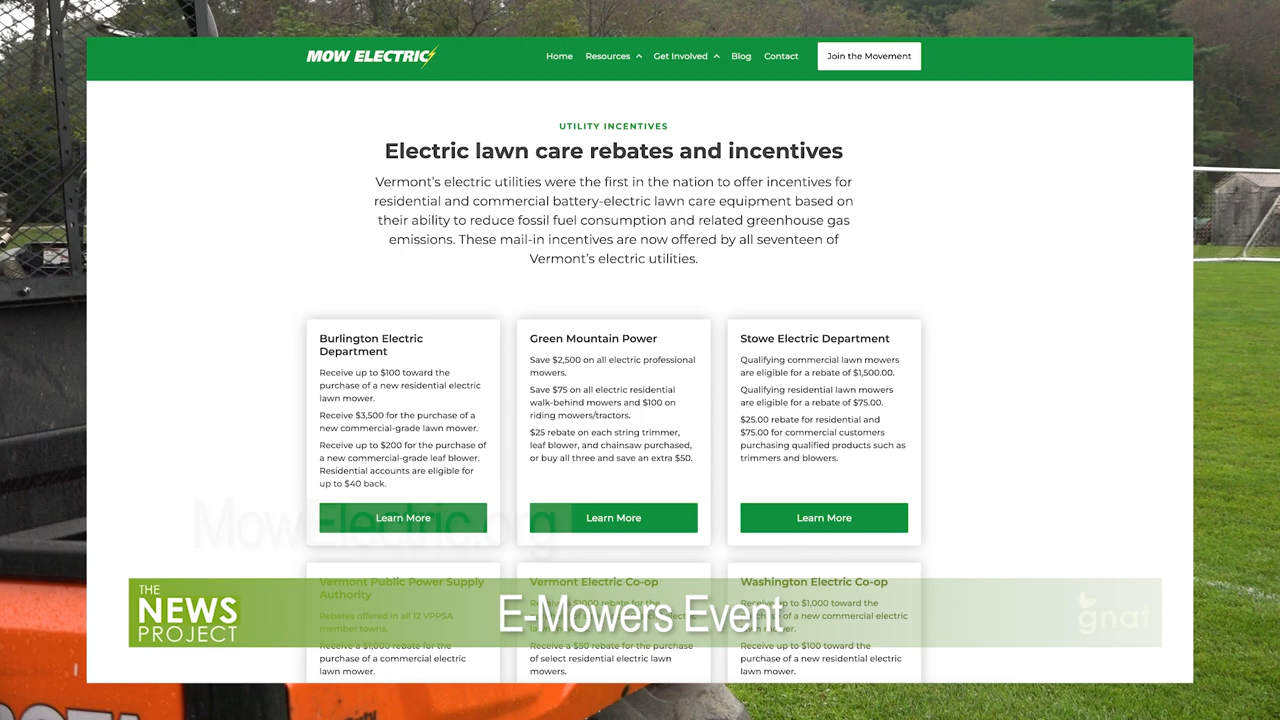 MOW ELECTRIC
Home Resources Get Involved Blog Contact Join the Movement
UTILITY INCENTIVES
Electric lawn care rebates and incentives
Vermont's electric utilities were the first in the nation to offer incentives for
residential and commercial battery-electric lawn care equipment based on
their ability to reduce fossil fuel consumption and related greenhouse gas
emissions. These mail-in incentives are now offered by all seventeen of
Vermont's electric utilities.
Burlington Electric
Department
Receive up to $100 toward the
purchase of a new residential electric
lawn mower.
Receive $3,500 for the purchase of a
new commercial-grade lawn mower.
Receive up to $200 for the purchase of
a new commercial-grade leaf blower.
Residential accounts are eligible for
up to $40 back.
Learn More
Green Mountain Power
Save $2,500 on all electric professional
mowers.
Save $75 on all electric residential
walk-behind mowers and $100 on
riding mowers/tractors.
$25 rebate on each string trimmer,
leaf blower, and chainsaw purchased,
or buy all three and save an extra $50.
Learn More
Stowe Electric Department
Qualifying commercial lawn mowers
are eligible for a rebate of $1,500.00.
Qualifying residential lawn mowers
are eligible for a rebate of $75.00.
$25.00 rebate for residential and
$75.00 for commercial customers
purchasing qualified products such as
trimmers and blowers.
Learn More
MowElectric.org
Vermont Public Power Supply
Authority
Rebates offered in all 12 VPPSA
member towns.
Receive a $1,000 rebate for the
purchase of a commercial electric
lawn mower.
Vermont Electric Co-op
Receive a $1000 rebate for the
Receive a $50 rebate for the purchase
of select residential electric lawn
mowers.
Washington Electric Co-op
Receive up to $1,000 toward the
purchase of a new commercial electric
lawn mower.
Receive up to $100 toward the
purchase of a new residential electric
lawn mower.
THE
NEWS
PROJECT
E-Mowers Event
gnat